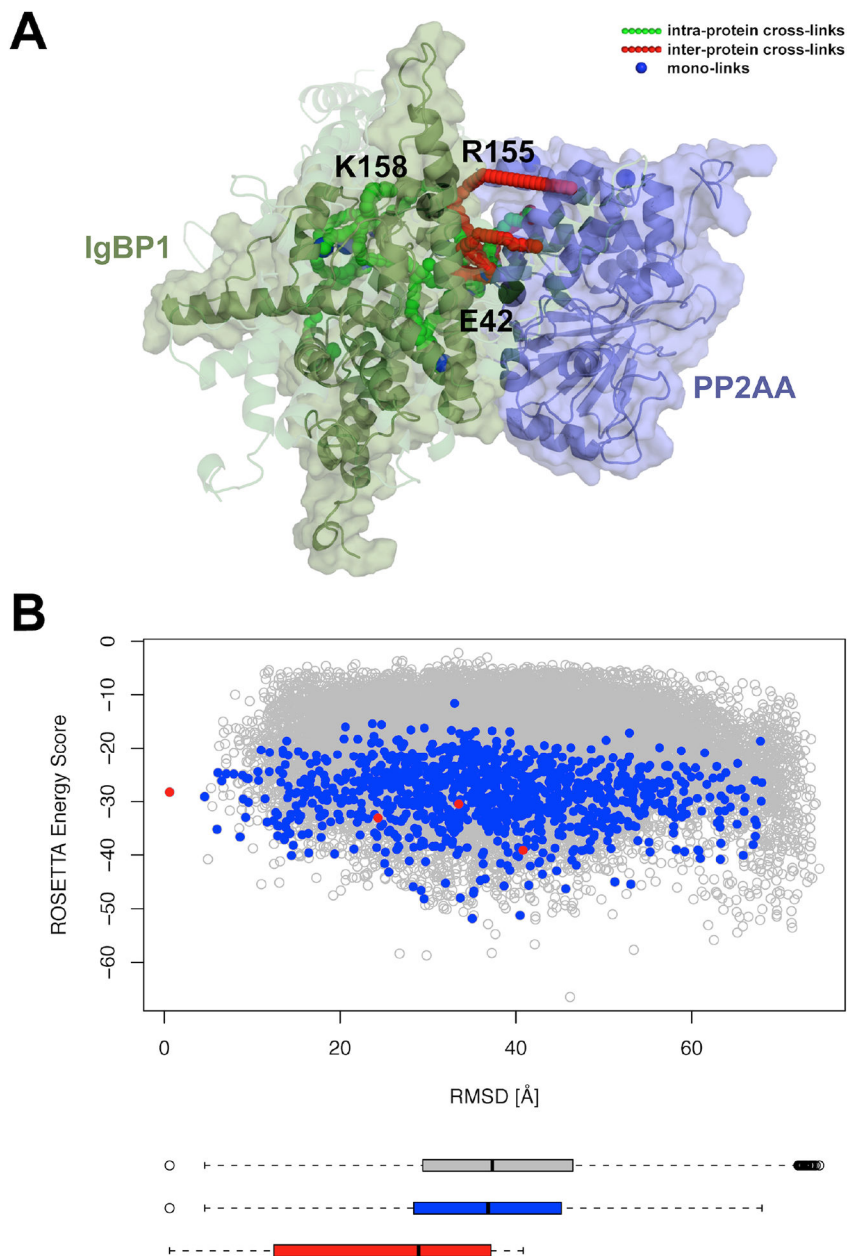 A
intra-protein cross-links
inter-protein cross-links
mono-links
K158
R155
IgBP1
E42
PP2AA
B
ROSETTA Energy Score
0
−10
−20
−30
−40
−50
−60
0 20 40 60
RMSD [Å]